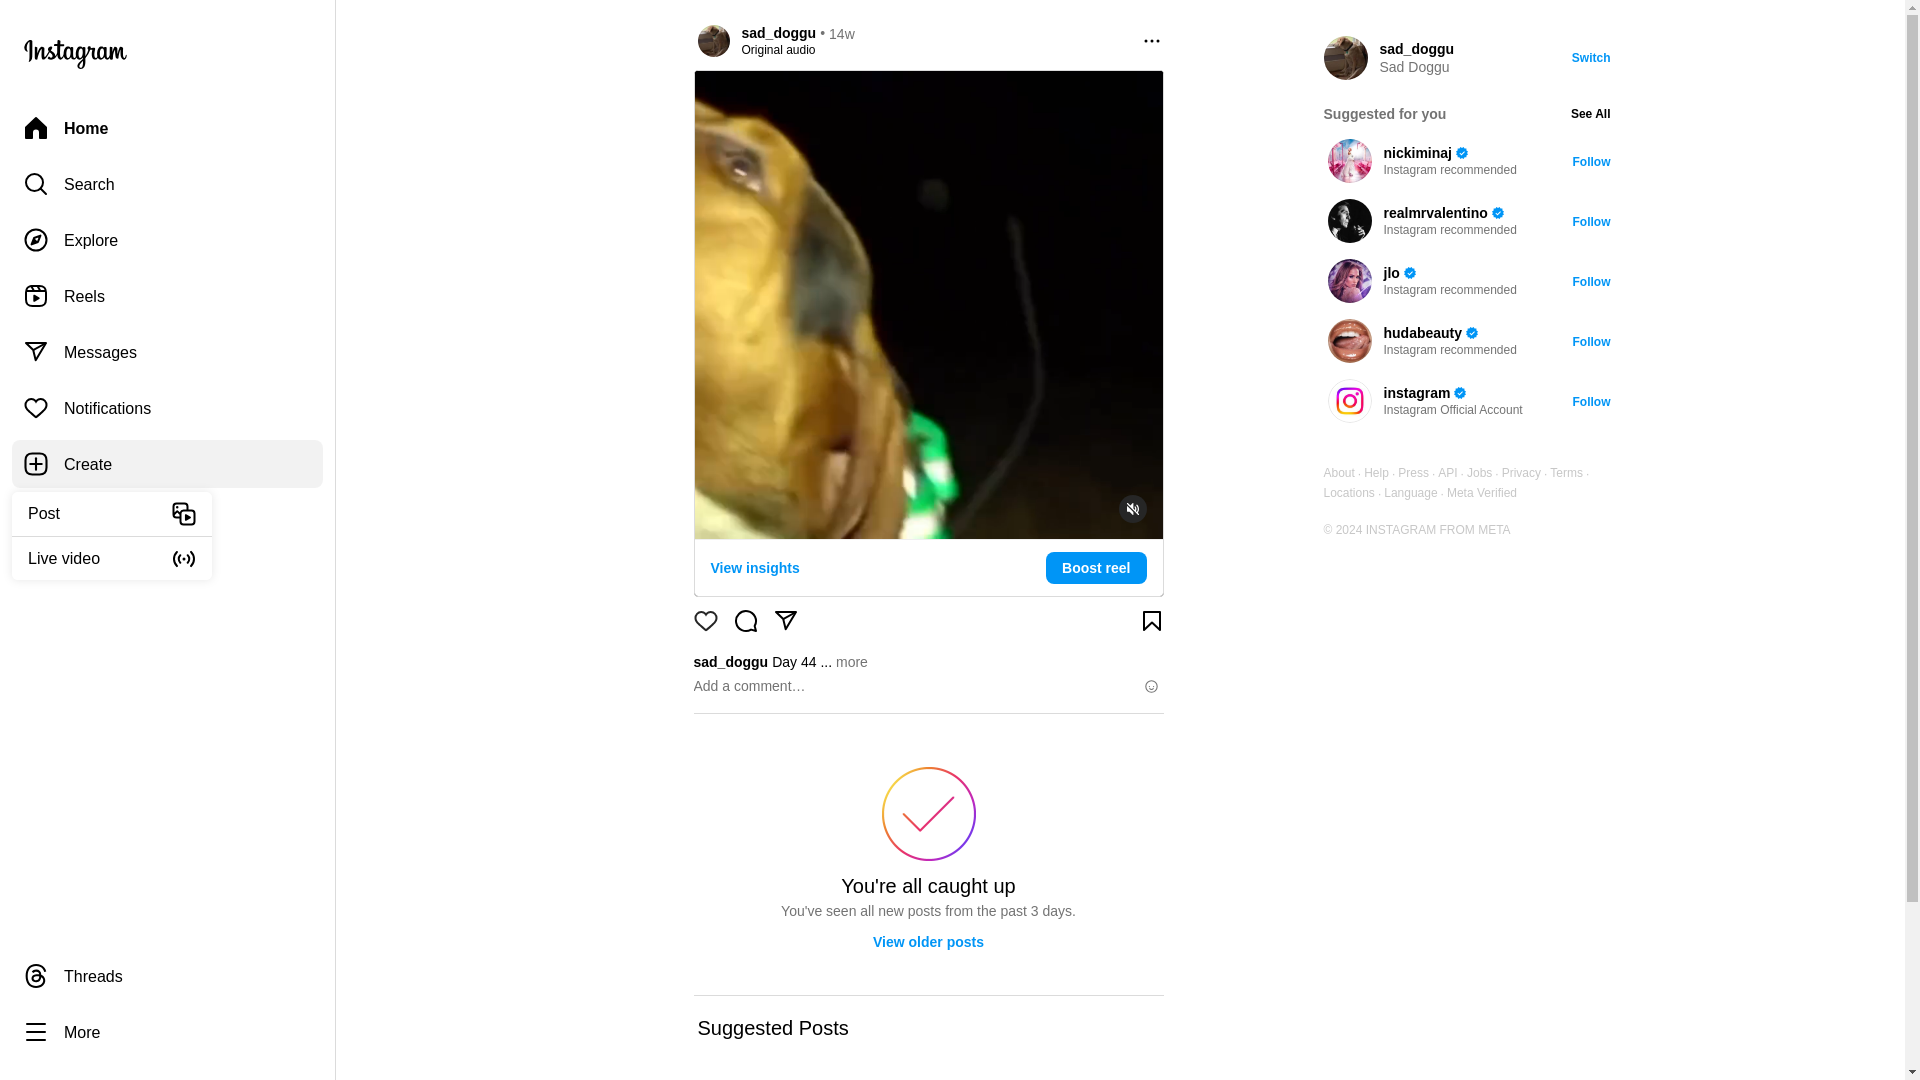 Instagram
Home
Search
Explore
Reels
Messages
Notifications
Create
Post
Live video
Threads
More
sad_doggu • 14w
Original audio
View insights
Boost reel
sad_doggu Day 44 ... more
Add a comment…
You're all caught up
You've seen all new posts from the past 3 days.
View older posts
Suggested Posts
sad_doggu
Sad Doggu
Switch
Suggested for you
See All
nickiminaj
Instagram recommended
Follow
realmrvalentino
Instagram recommended
Follow
jlo
Instagram recommended
Follow
hudabeauty
Instagram recommended
Follow
instagram
Instagram Official Account
Follow
About · Help · Press · API · Jobs · Privacy · Terms ·
Locations · Language · Meta Verified
© 2024 INSTAGRAM FROM META